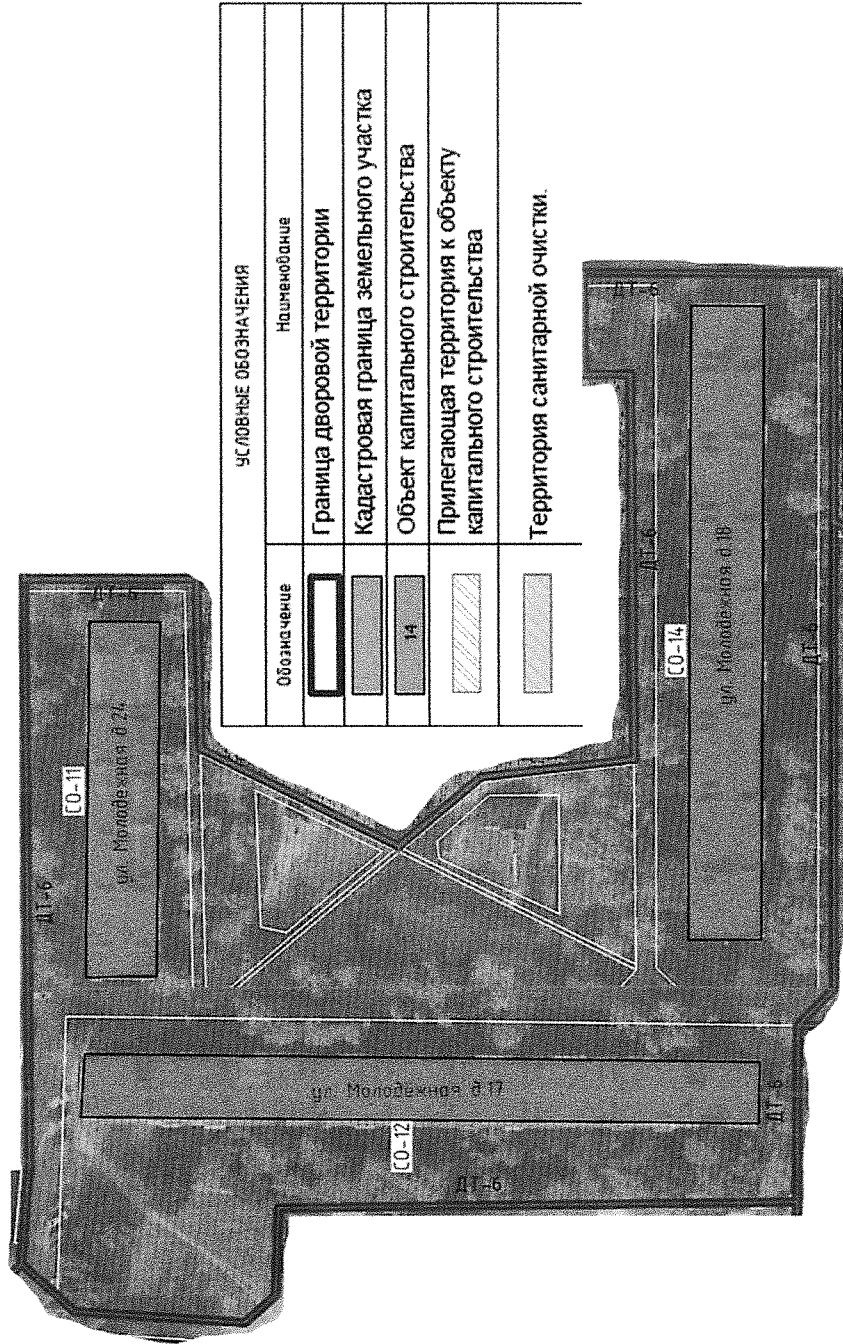 УСЛОВНЫЕ ОБОЗНАЧЕНИЯ
Обозначение
Наименование
Граница дворовой территории
Кадастровая граница земельного участка
14
Объект капитального строительства
Прилегающая территория к объекту
капитального строительства
Территория санитарной очистки.
ДТ-6
СО-11
ул. Молодежная д 24
ДТ-6
СО-12
ул. Молодежная д 17
ДТ-6
ДТ-6
ДТ-6
ДТ-6
СО-14
ул. Молодежная д 18
ДТ-6